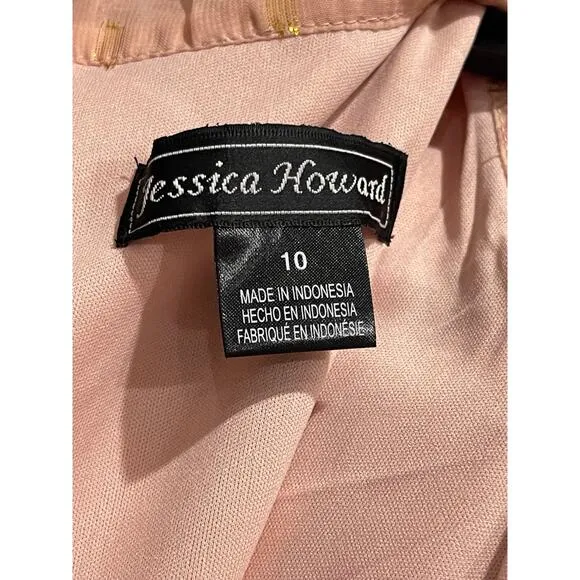 Jessica Howard
10
MADE IN INDONESIA
HECHO EN INDONESIA
FABRIQUÉ EN INDONÉSIE